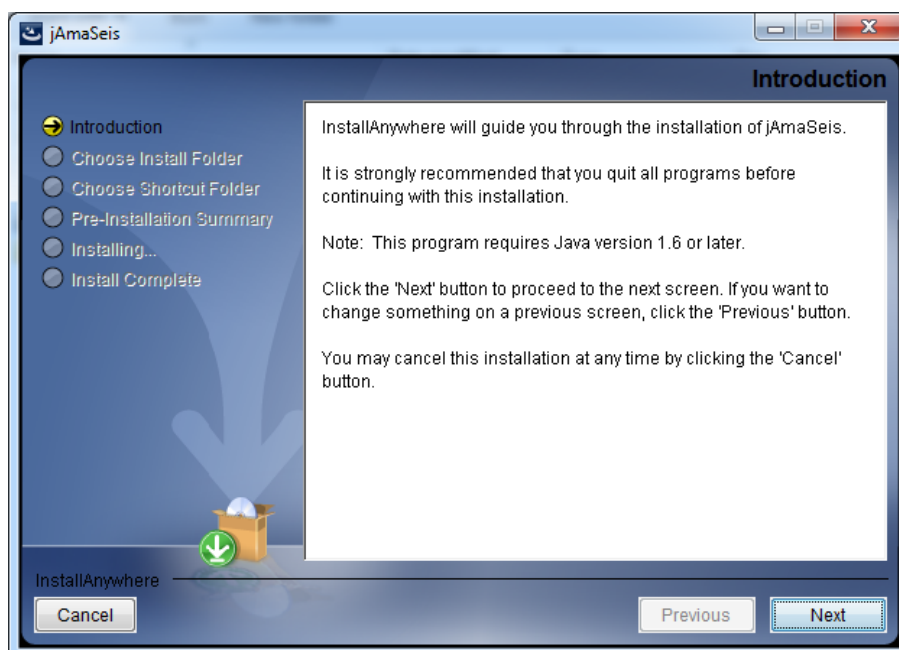 jAmaSeis
Introduction
Introduction
Choose Install Folder
Choose Shortcut Folder
Pre-Installation Summary
Installing...
Install Complete
InstallAnywhere will guide you through the installation of jAmaSeis.
It is strongly recommended that you quit all programs before
continuing with this installation.
Note: This program requires Java version 1.6 or later.
Click the 'Next' button to proceed to the next screen. If you want to
change something on a previous screen, click the 'Previous' button.
You may cancel this installation at any time by clicking the 'Cancel'
button.
InstallAnywhere
Cancel
Previous
Next